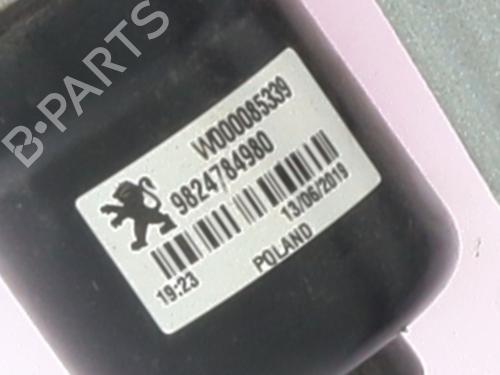 B-PARTS
W000085339
9824784980
13/06/2019
19:23
POLAND